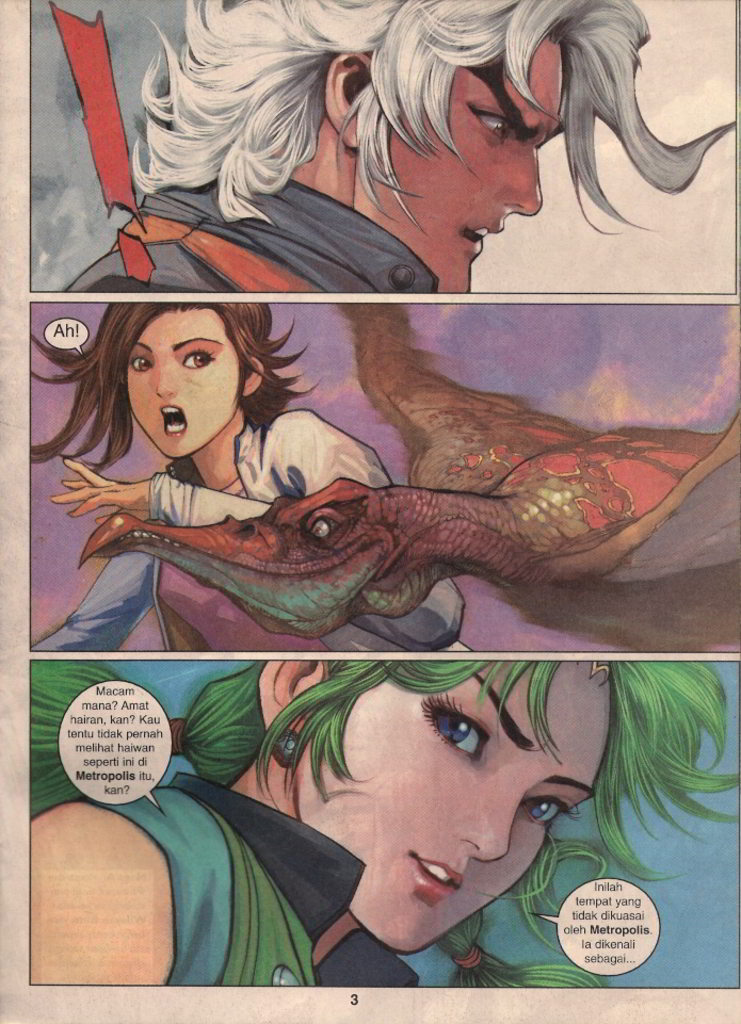 Ah!
Macam
mana? Amat
hairan, kan? Kau
tentu tidak pernah
melihat haiwan
seperti ini di
Metropolis itu,
kan?
Inilah
tempat yang
tidak dikuasai
oleh Metropolis.
Ia dikenali
sebagai...
3